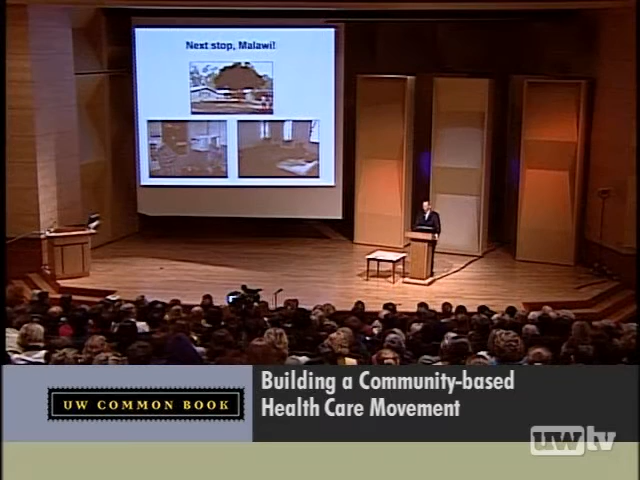 Next stop, Malawi!
UW COMMON BOOK
Building a Community-based
Health Care Movement
uwtv